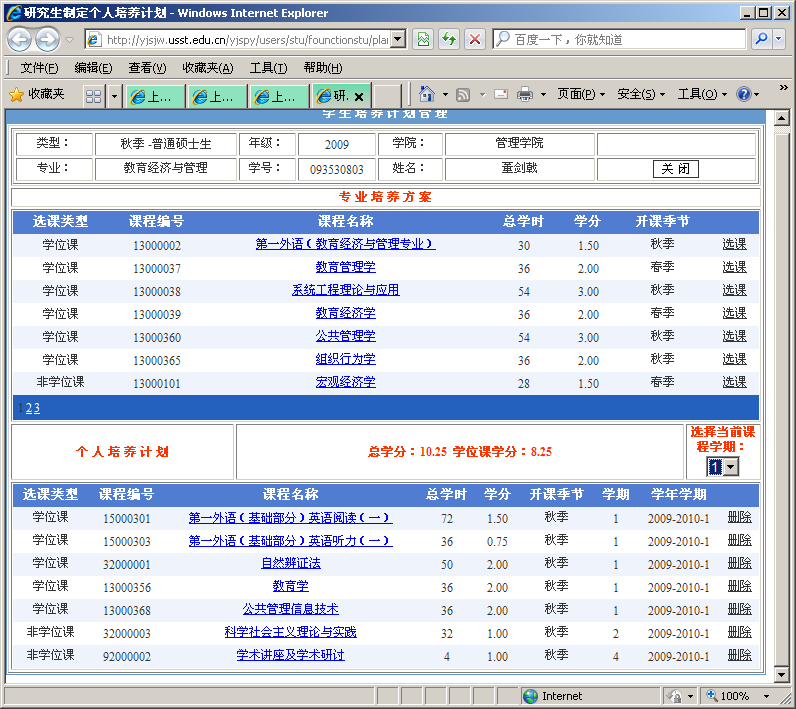 研究生制定个人培养计划 - Windows Internet Explorer
http://yjsjw.usst.edu.cn/yjspy/users/stu/founctionstu/pla 百度一下，你就知道
文件(F) 编辑(E) 查看(V) 收藏夹(A) 工具(T) 帮助(H)
收藏夹 上... 上... 上... 研. 页面(P) 安全(S) 工具(O) »
学生培养计划管理
类型： 秋季 -普通硕士生 年级： 2009 学院： 管理学院
专业： 教育经济与管理 学号： 093530803 姓名： 董剑戟 关 闭
专业培养方案
选课类型 课程编号 课程名称 总学时 学分 开课季节
学位课 13000002 第一外语（教育经济与管理专业） 30 1.50 秋季 选课
学位课 13000037 教育管理学 36 2.00 春季 选课
学位课 13000038 系统工程理论与应用 54 3.00 秋季 选课
学位课 13000039 教育经济学 36 2.00 春季 选课
学位课 13000360 公共管理学 54 3.00 秋季 选课
学位课 13000365 组织行为学 36 2.00 秋季 选课
非学位课 13000101 宏观经济学 28 1.50 春季 选课
1 2 3
个人培养计划 总学分：10.25 学位课学分：8.25 选择当前课
程学期：
1
选课类型 课程编号 课程名称 总学时 学分 开课季节 学期 学年学期
学位课 15000301 第一外语（基础部分）英语阅读（一） 72 1.50 秋季 1 2009-2010-1 删除
学位课 15000303 第一外语（基础部分）英语听力（一） 36 0.75 秋季 1 2009-2010-1 删除
学位课 32000001 自然辨证法 50 2.00 秋季 1 2009-2010-1 删除
学位课 13000356 教育学 36 2.00 秋季 1 2009-2010-1 删除
学位课 13000368 公共管理信息技术 36 2.00 秋季 1 2009-2010-1 删除
非学位课 32000003 科学社会主义理论与实践 32 1.00 秋季 2 2009-2010-1 删除
非学位课 92000002 学术讲座及学术研讨 4 1.00 秋季 4 2009-2010-1 删除
Internet 100%